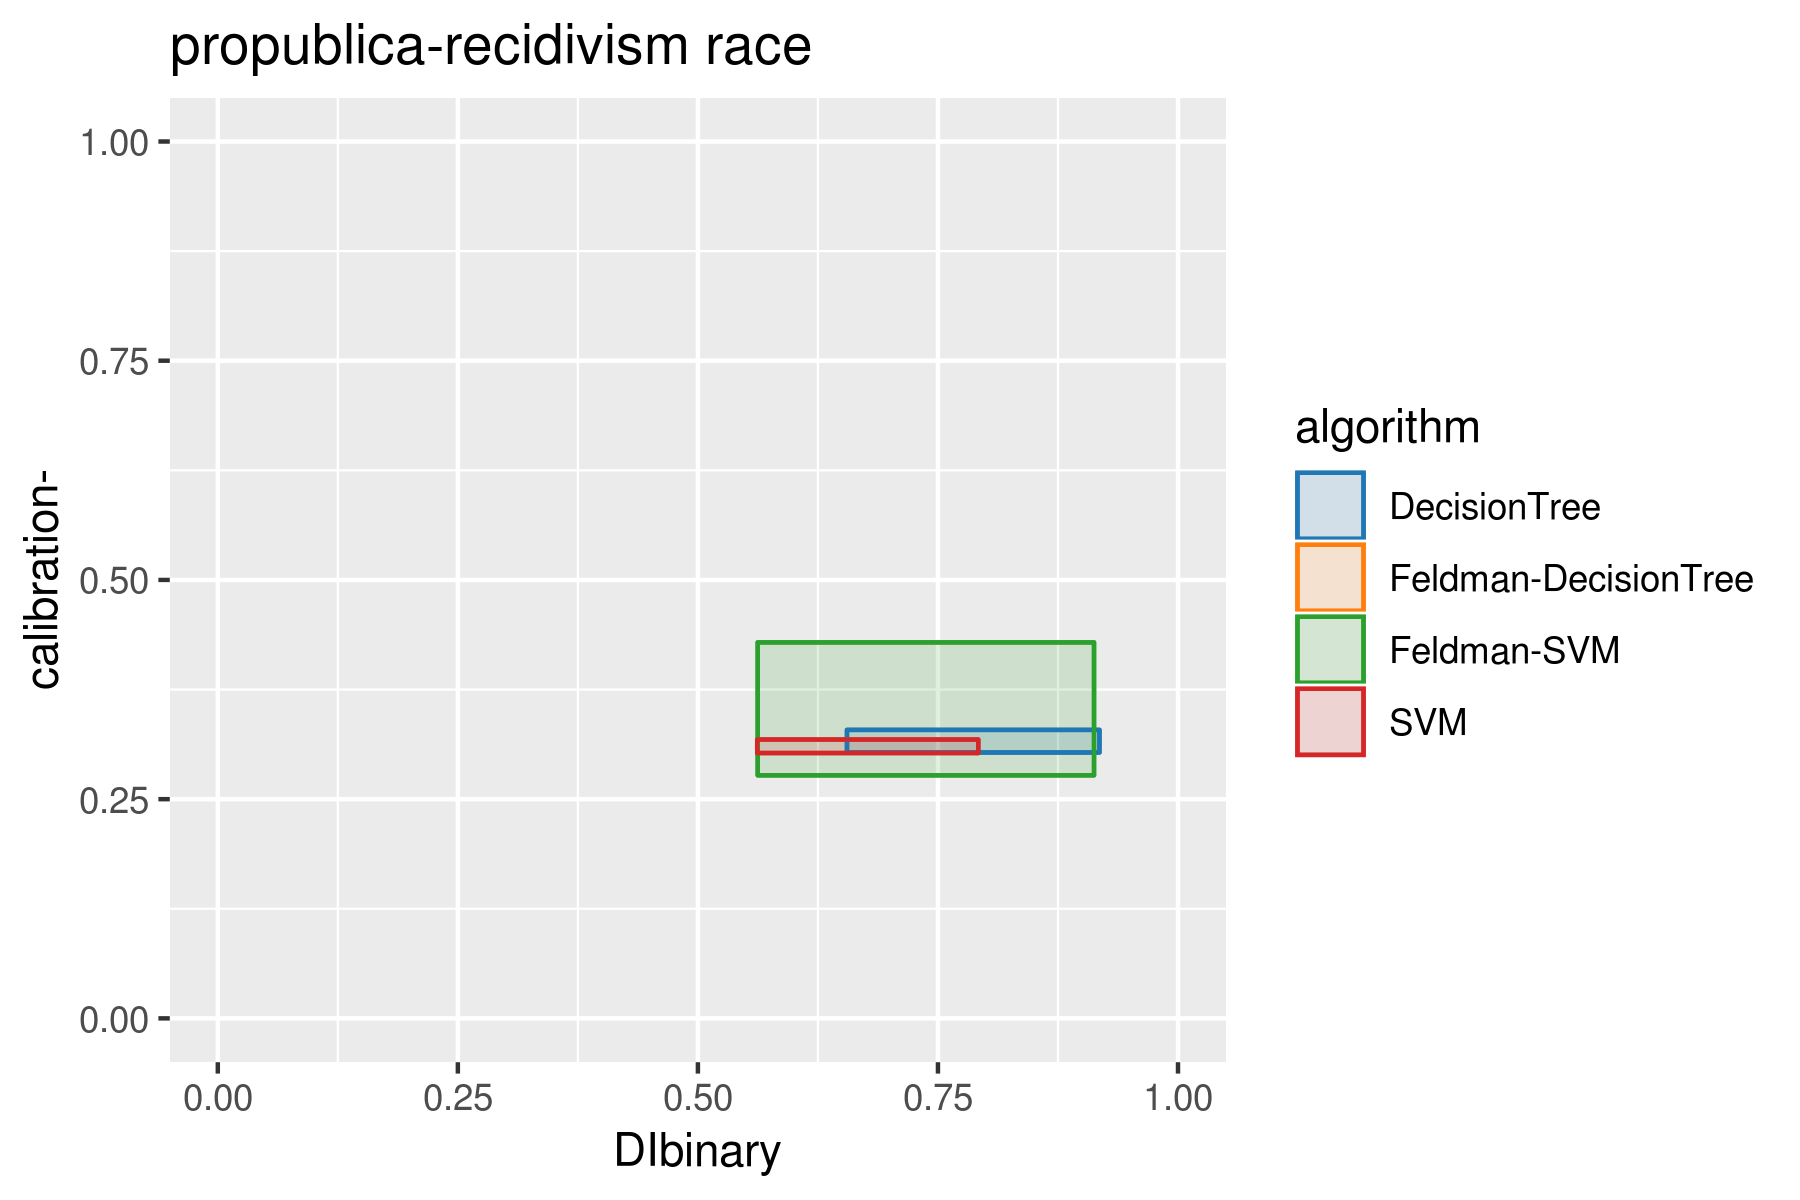 propublica-recidivism race
1.00
0.75
0.50
0.25
0.00
calibration-
0.00 0.25 0.50 0.75 1.00
DIbinary
algorithm
DecisionTree
Feldman-DecisionTree
Feldman-SVM
SVM